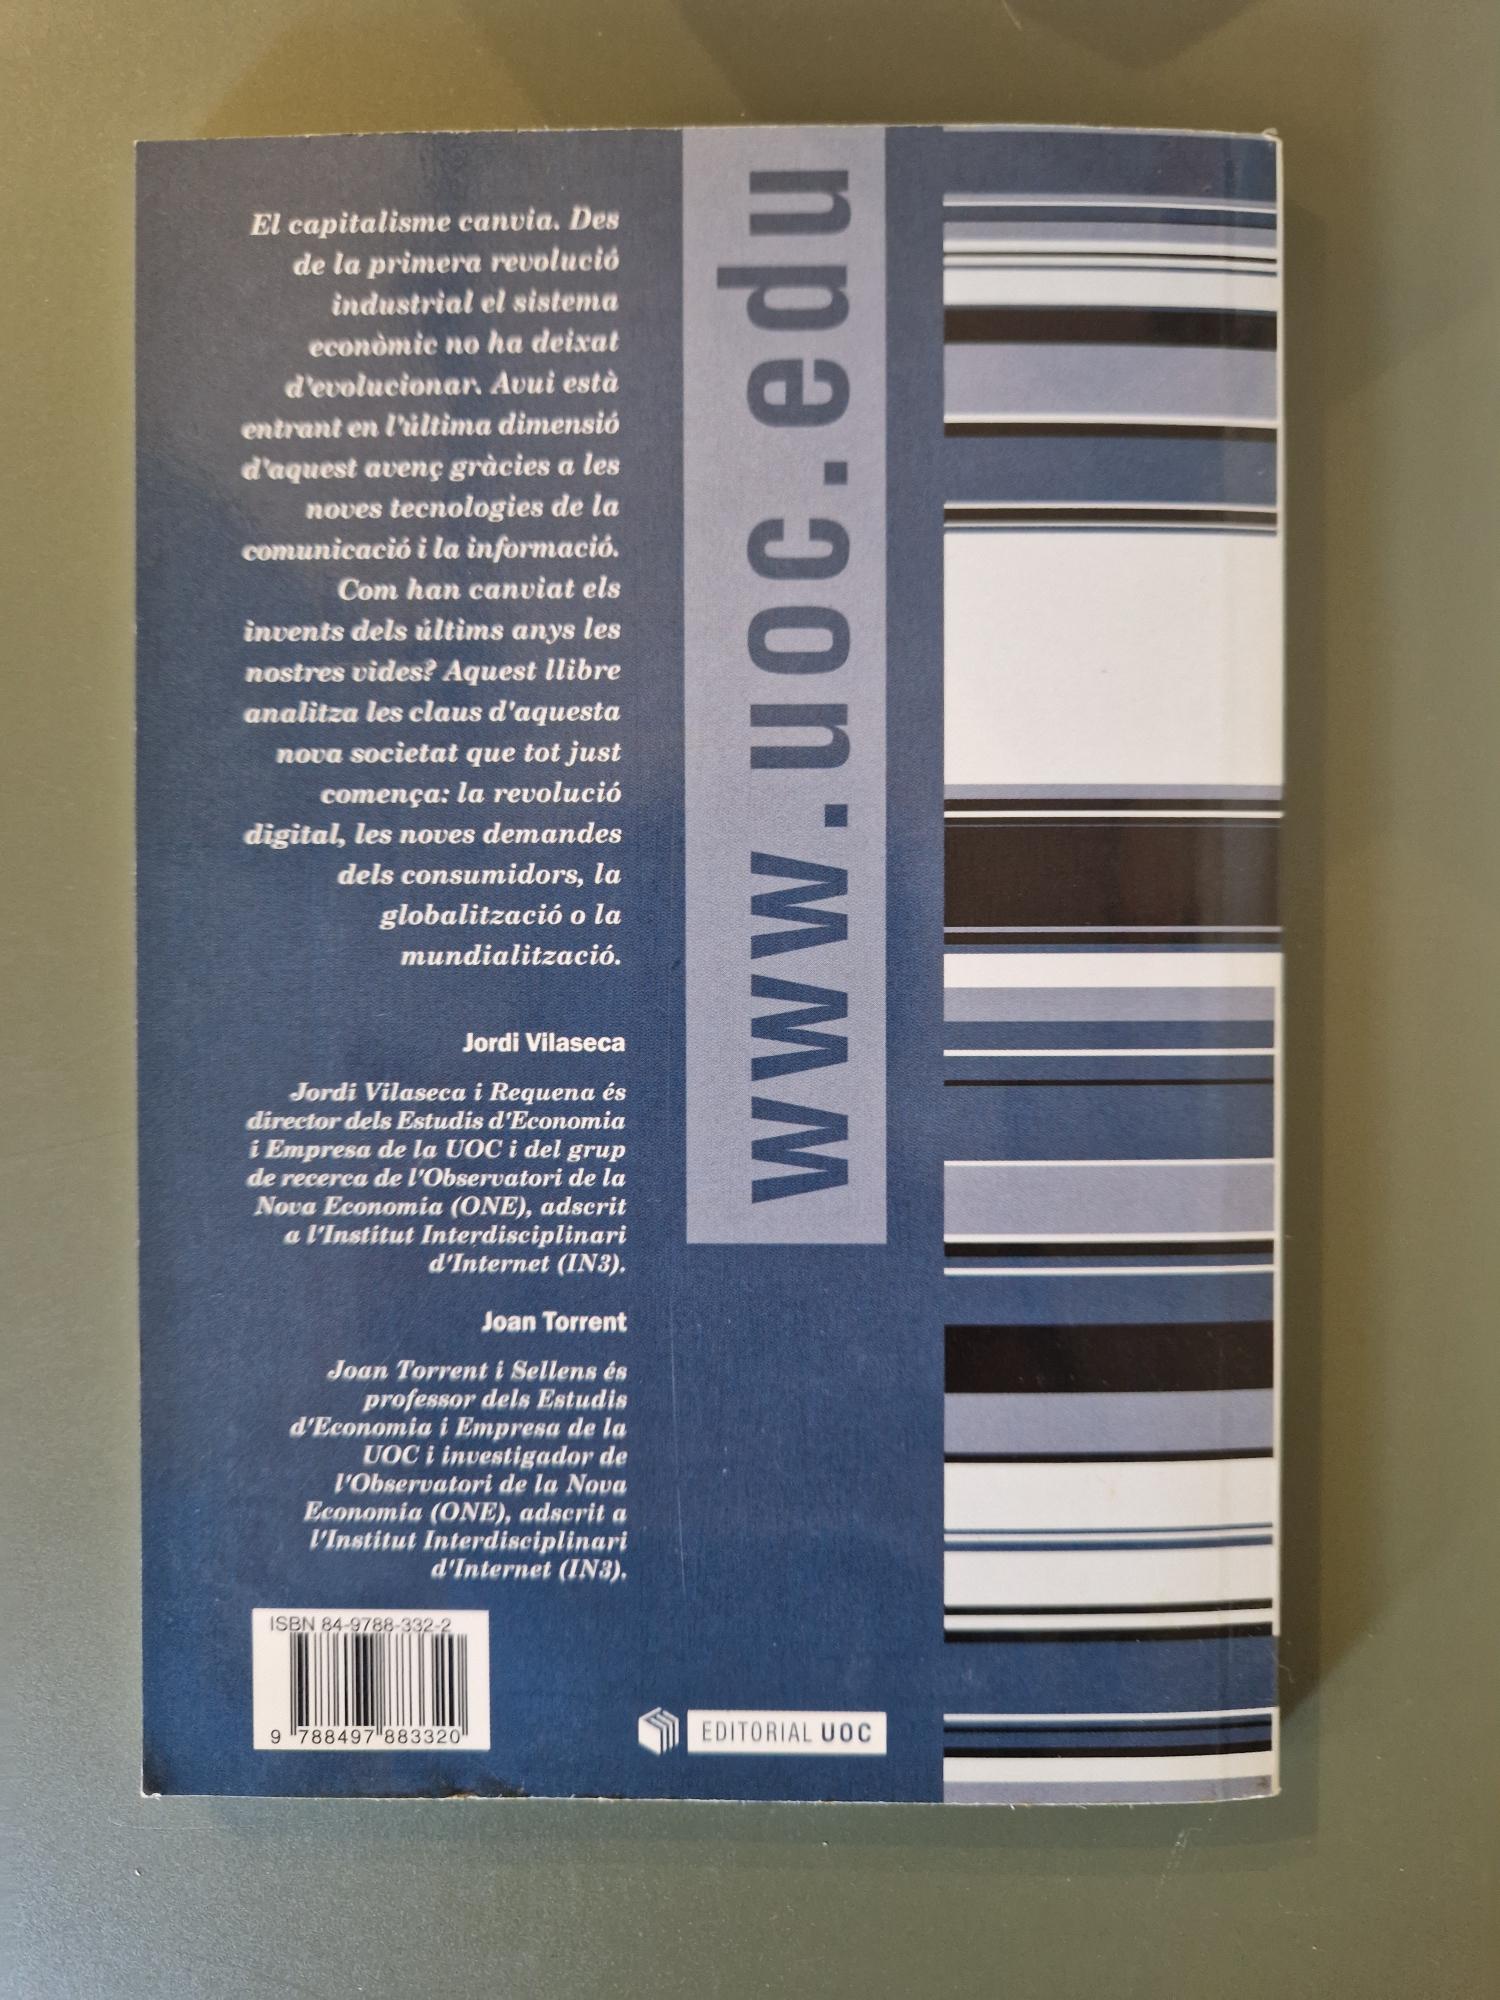 El capitalisme canvia. Des
de la primera revolució
industrial el sistema
econòmic no ha deixat
d'evolucionar. Avui està
entrant en l'última dimensió
d'aquest avenç gràcies a les
noves tecnologies de la
comunicació i la informació.
Com han canviat els
invents dels últims anys les
nostres vides? Aquest llibre
analitza les claus d'aquesta
nova societat que tot just
comença: la revolució
digital, les noves demandes
dels consumidors, la
globalització o la
mundialització.
Jordi Vilaseca
Jordi Vilaseca i Requena és
director dels Estudis d'Economia
i Empresa de la UOC i del grup
de recerca de l'Observatori de la
Nova Economia (ONE), adscrit
a l'Institut Interdisciplinari
d'Internet (IN3).
Joan Torrent
Joan Torrent i Sellens és
professor dels Estudis
d'Economia i Empresa de la
UOC i investigador de
l'Observatori de la Nova
Economia (ONE), adscrit a
l'Institut Interdisciplinari
d'Internet (IN3).
ISBN 84-9788-332-2
9 788497 883320
EDITORIAL UOC
www.uoc.edu